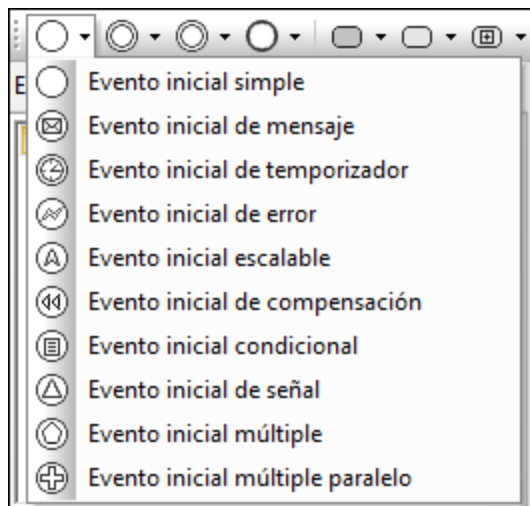 E
Evento inicial simple
Evento inicial de mensaje
Evento inicial de temporizador
Evento inicial de error
Evento inicial escalable
Evento inicial de compensación
Evento inicial condicional
Evento inicial de señal
Evento inicial múltiple
Evento inicial múltiple paralelo